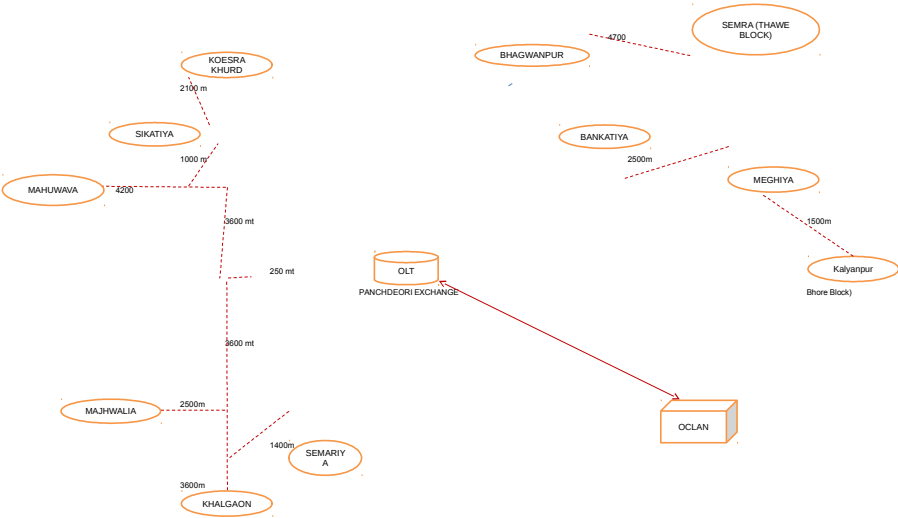 SEMRA (THAWE
BLOCK)
4700
BHAGWANPUR
KOESRA
KHURD
2100 m
SIKATIYA
BANKATIYA
1000 m
2500m
MEGHIYA
MAHUWAVA
4200
3600 mt
1500m
250 mt
OLT
Kalyanpur
PANCHDEORI EXCHANGE
Bhore Block)
3600 mt
2500m
MAJHWALIA
OCLAN
1400m
SEMARIY
A
3600m
KHALGAON